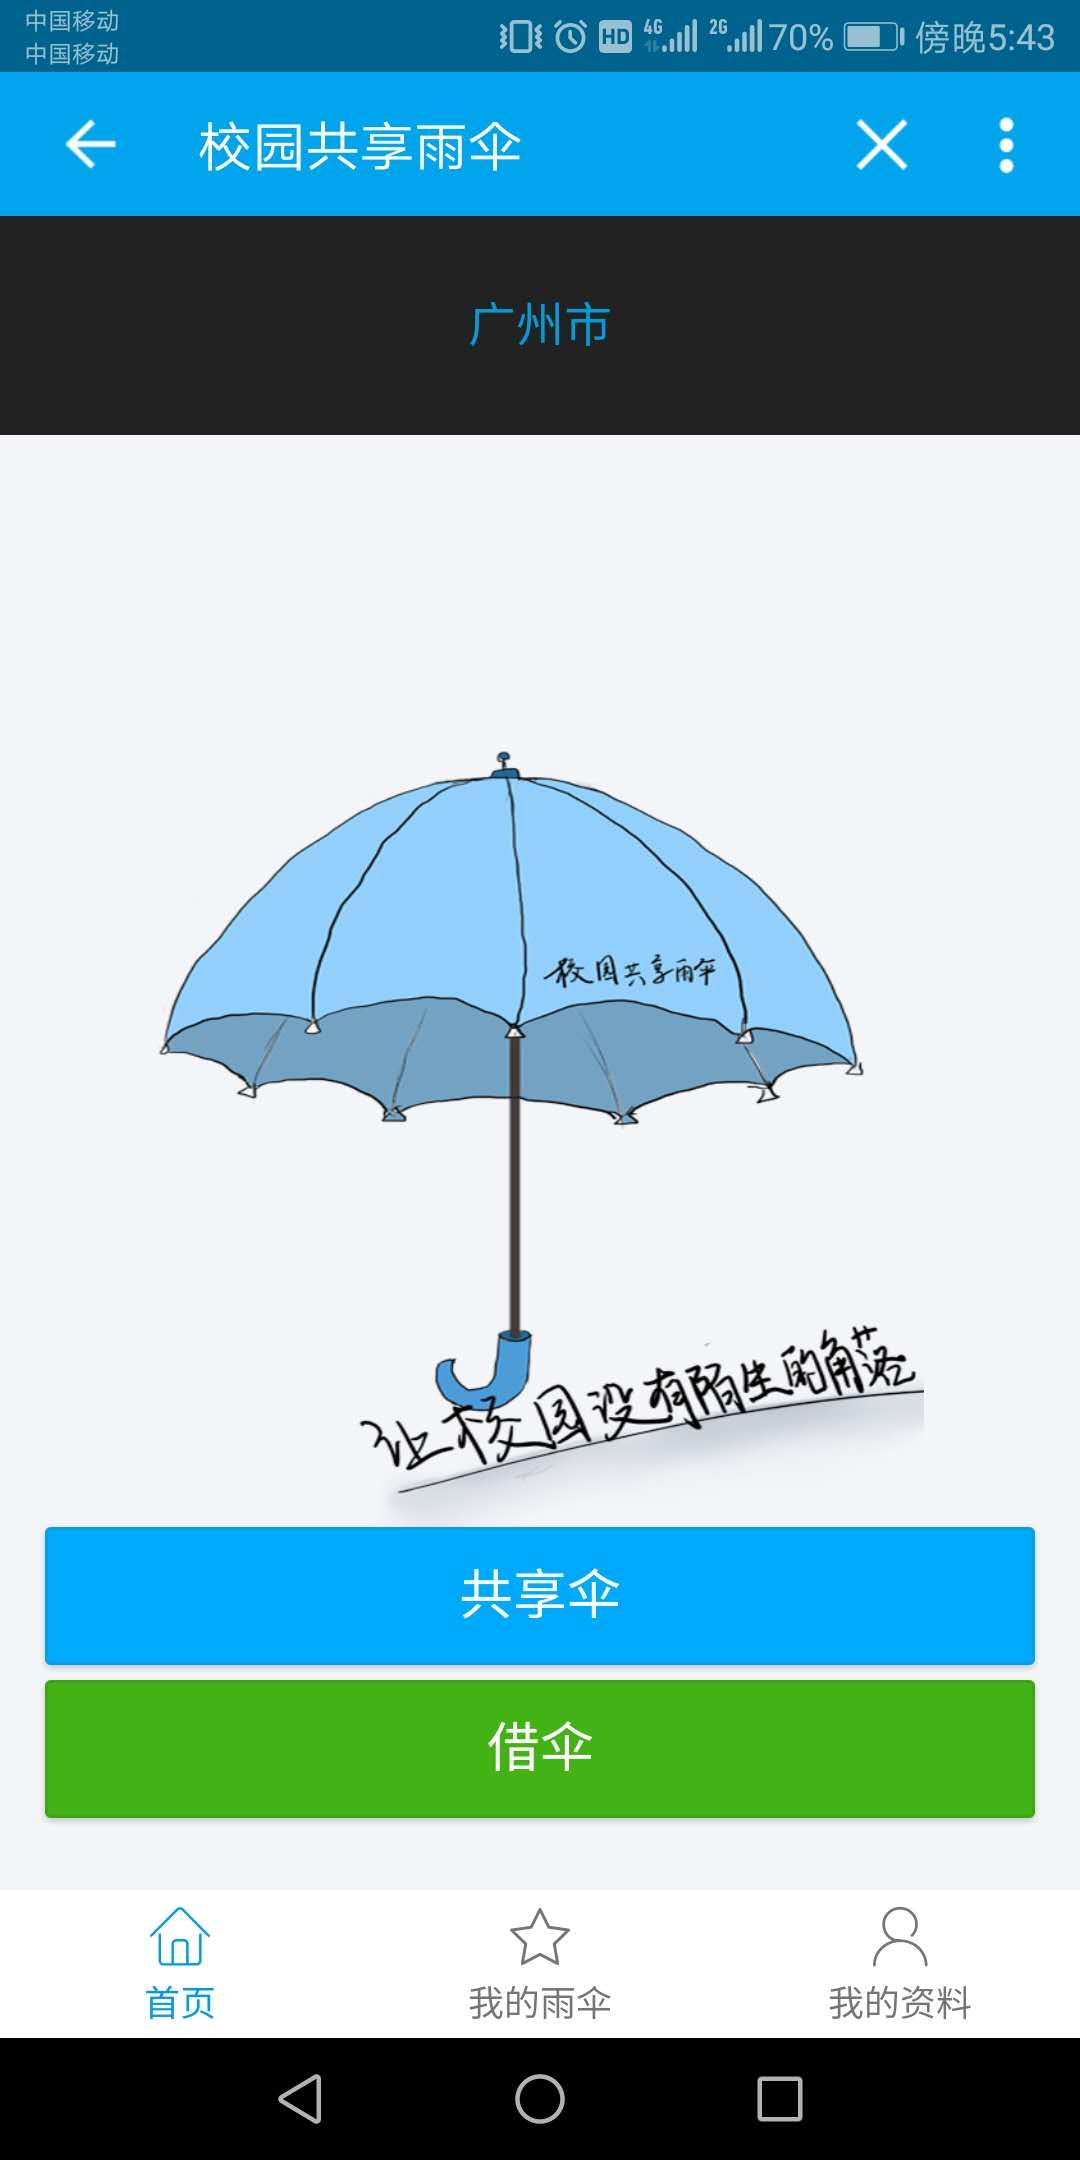 中国移动
中国移动
HD 4G 2G 70% 傍晚5:43
校园共享雨伞
广州市
校园共享雨伞
让校园没有陌生的角落
共享伞
借伞
首页 我的雨伞 我的资料